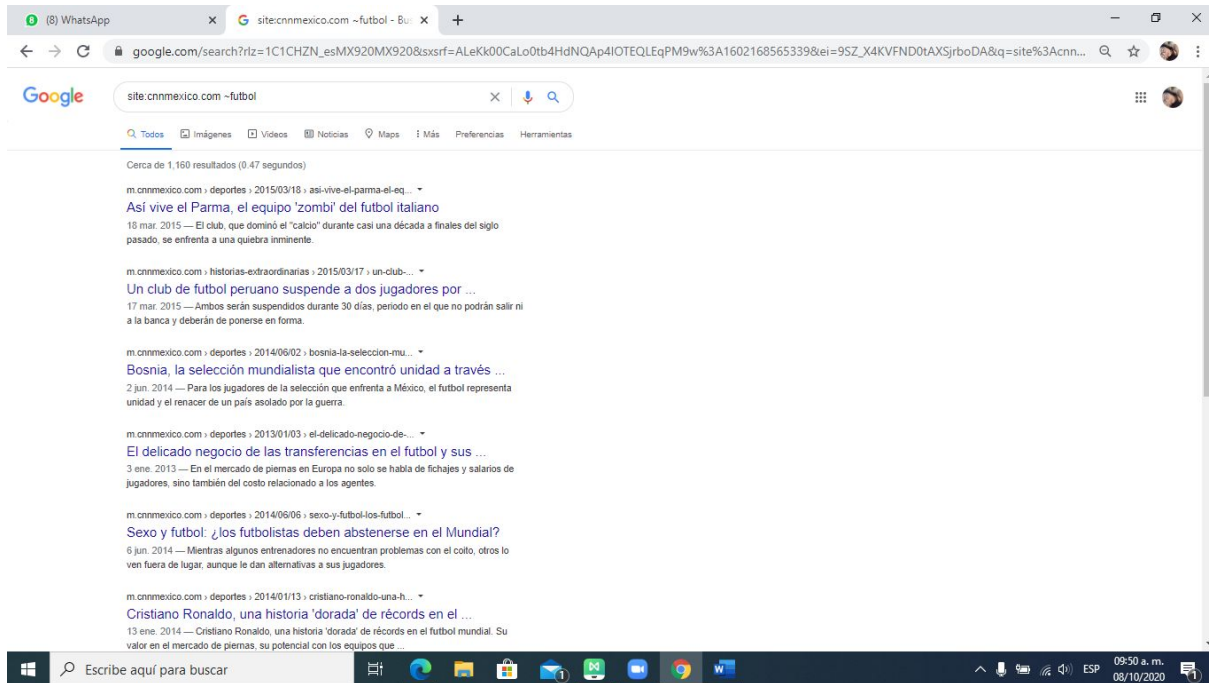 (8) WhatsApp
site:cnnmexico.com ~futbol - Bu
google.com/search?rlz=1C1CHZN_esMX920MX920&sxsrf=ALeKk00CaLo0tb4HdNQAp4lOTEQLEqPM9w%3A1602168565339&ei=9SZ_X4KVFND0tAXSjrboDA&q=site%3Acnn...
Google
site:cnnmexico.com ~futbol
Todos Imágenes Videos Noticias Maps Más Preferencias Herramientas
Cerca de 1,160 resultados (0.47 segundos)
m.cnnmexico.com › deportes › 2015/03/18 › asi-vive-el-parma-el-eq...
Así vive el Parma, el equipo 'zombi' del futbol italiano
18 mar. 2015 — El club, que dominó el "calcio" durante casi una década a finales del siglo
pasado, se enfrenta a una quiebra inminente.
m.cnnmexico.com › historias-extraordinarias › 2015/03/17 › un-club-...
Un club de futbol peruano suspende a dos jugadores por ...
17 mar. 2015 — Ambos serán suspendidos durante 30 días, periodo en el que no podrán salir ni
a la banca y deberán de ponerse en forma.
m.cnnmexico.com › deportes › 2014/06/02 › bosnia-la-seleccion-mu...
Bosnia, la selección mundialista que encontró unidad a través ...
2 jun. 2014 — Para los jugadores de la selección que enfrenta a México, el futbol representa
unidad y el renacer de un país asolado por la guerra.
m.cnnmexico.com › deportes › 2013/01/03 › el-delicado-negocio-de-...
El delicado negocio de las transferencias en el futbol y sus ...
3 ene. 2013 — En el mercado de piernas en Europa no solo se habla de fichajes y salarios de
jugadores, sino también del costo relacionado a los agentes.
m.cnnmexico.com › deportes › 2014/06/06 › sexo-y-futbol-los-futbol...
Sexo y futbol: ¿los futbolistas deben abstenerse en el Mundial?
6 jun. 2014 — Mientras algunos entrenadores no encuentran problemas con el coito, otros lo
ven fuera de lugar, aunque le dan alternativas a sus jugadores.
m.cnnmexico.com › deportes › 2014/01/13 › cristiano-ronaldo-una-h...
Cristiano Ronaldo, una historia 'dorada' de récords en el ...
13 ene. 2014 — Cristiano Ronaldo, una historia 'dorada' de récords en el futbol mundial. Su
valor en el mercado de piernas, su potencial con los equipos que ...
Escribe aquí para buscar
ESP
09:50 a. m.
08/10/2020